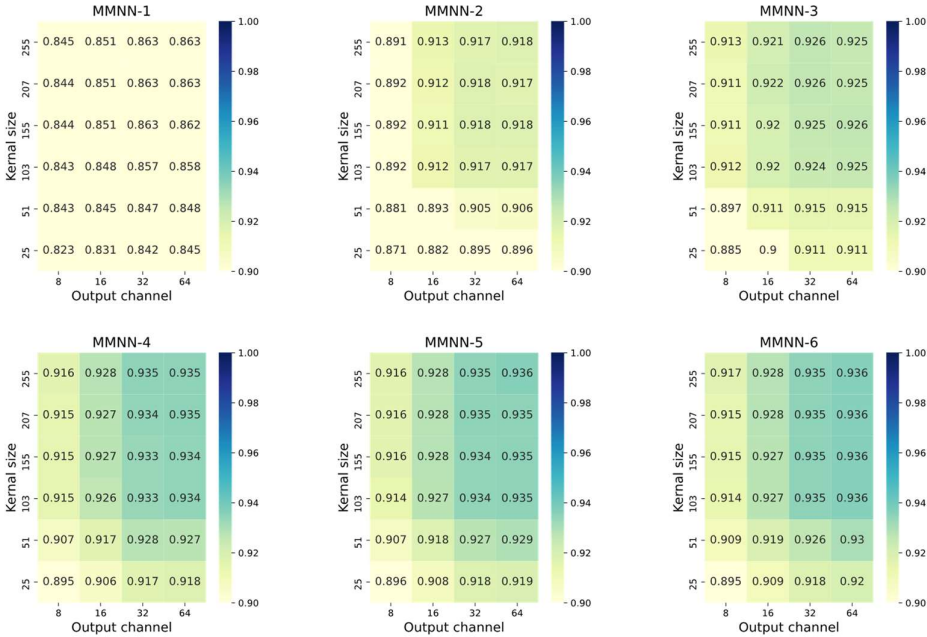 MMNN-1
Kernal size
255 0.845 0.851 0.863 0.863
207 0.844 0.851 0.863 0.863
155 0.844 0.851 0.863 0.862
103 0.843 0.848 0.857 0.858
51 0.843 0.845 0.847 0.848
25 0.823 0.831 0.842 0.845
8 16 32 64
Output channel
1.00
0.98
0.96
0.94
0.92
0.90
MMNN-2
Kernal size
255 0.891 0.913 0.917 0.918
207 0.892 0.912 0.918 0.917
155 0.892 0.911 0.918 0.918
103 0.892 0.912 0.917 0.917
51 0.881 0.893 0.905 0.906
25 0.871 0.882 0.895 0.896
8 16 32 64
Output channel
1.00
0.98
0.96
0.94
0.92
0.90
MMNN-3
Kernal size
255 0.913 0.921 0.926 0.925
207 0.911 0.922 0.926 0.925
155 0.911 0.92 0.925 0.926
103 0.912 0.92 0.924 0.925
51 0.897 0.911 0.915 0.915
25 0.885 0.9 0.911 0.911
8 16 32 64
Output channel
1.00
0.98
0.96
0.94
0.92
0.90
MMNN-4
Kernal size
255 0.916 0.928 0.935 0.935
207 0.915 0.927 0.934 0.935
155 0.916 0.927 0.933 0.934
103 0.915 0.926 0.933 0.934
51 0.907 0.917 0.928 0.927
25 0.895 0.906 0.917 0.918
8 16 32 64
Output channel
1.00
0.98
0.96
0.94
0.92
0.90
MMNN-5
Kernal size
255 0.916 0.928 0.935 0.936
207 0.916 0.928 0.935 0.935
155 0.916 0.928 0.934 0.935
103 0.914 0.927 0.934 0.935
51 0.907 0.918 0.927 0.929
25 0.896 0.908 0.918 0.919
8 16 32 64
Output channel
1.00
0.98
0.96
0.94
0.92
0.90
MMNN-6
Kernal size
255 0.917 0.928 0.935 0.936
207 0.915 0.928 0.935 0.936
155 0.915 0.927 0.935 0.936
103 0.914 0.927 0.935 0.936
51 0.909 0.919 0.926 0.93
25 0.895 0.909 0.918 0.92
8 16 32 64
Output channel
1.00
0.98
0.96
0.94
0.92
0.90